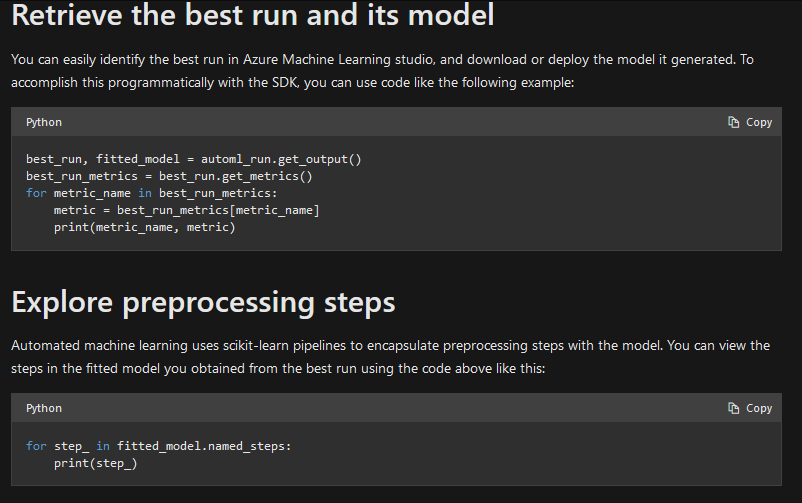 Retrieve the best run and its model
You can easily identify the best run in Azure Machine Learning studio, and download or deploy the model it generated. To
accomplish this programmatically with the SDK, you can use code like the following example:
Python
Copy
best_run, fitted_model = automl_run.get_output()
best_run_metrics = best_run.get_metrics()
for metric_name in best_run_metrics:
    metric = best_run_metrics[metric_name]
    print(metric_name, metric)
Explore preprocessing steps
Automated machine learning uses scikit-learn pipelines to encapsulate preprocessing steps with the model. You can view the
steps in the fitted model you obtained from the best run using the code above like this:
Python
Copy
for step_ in fitted_model.named_steps:
    print(step_)